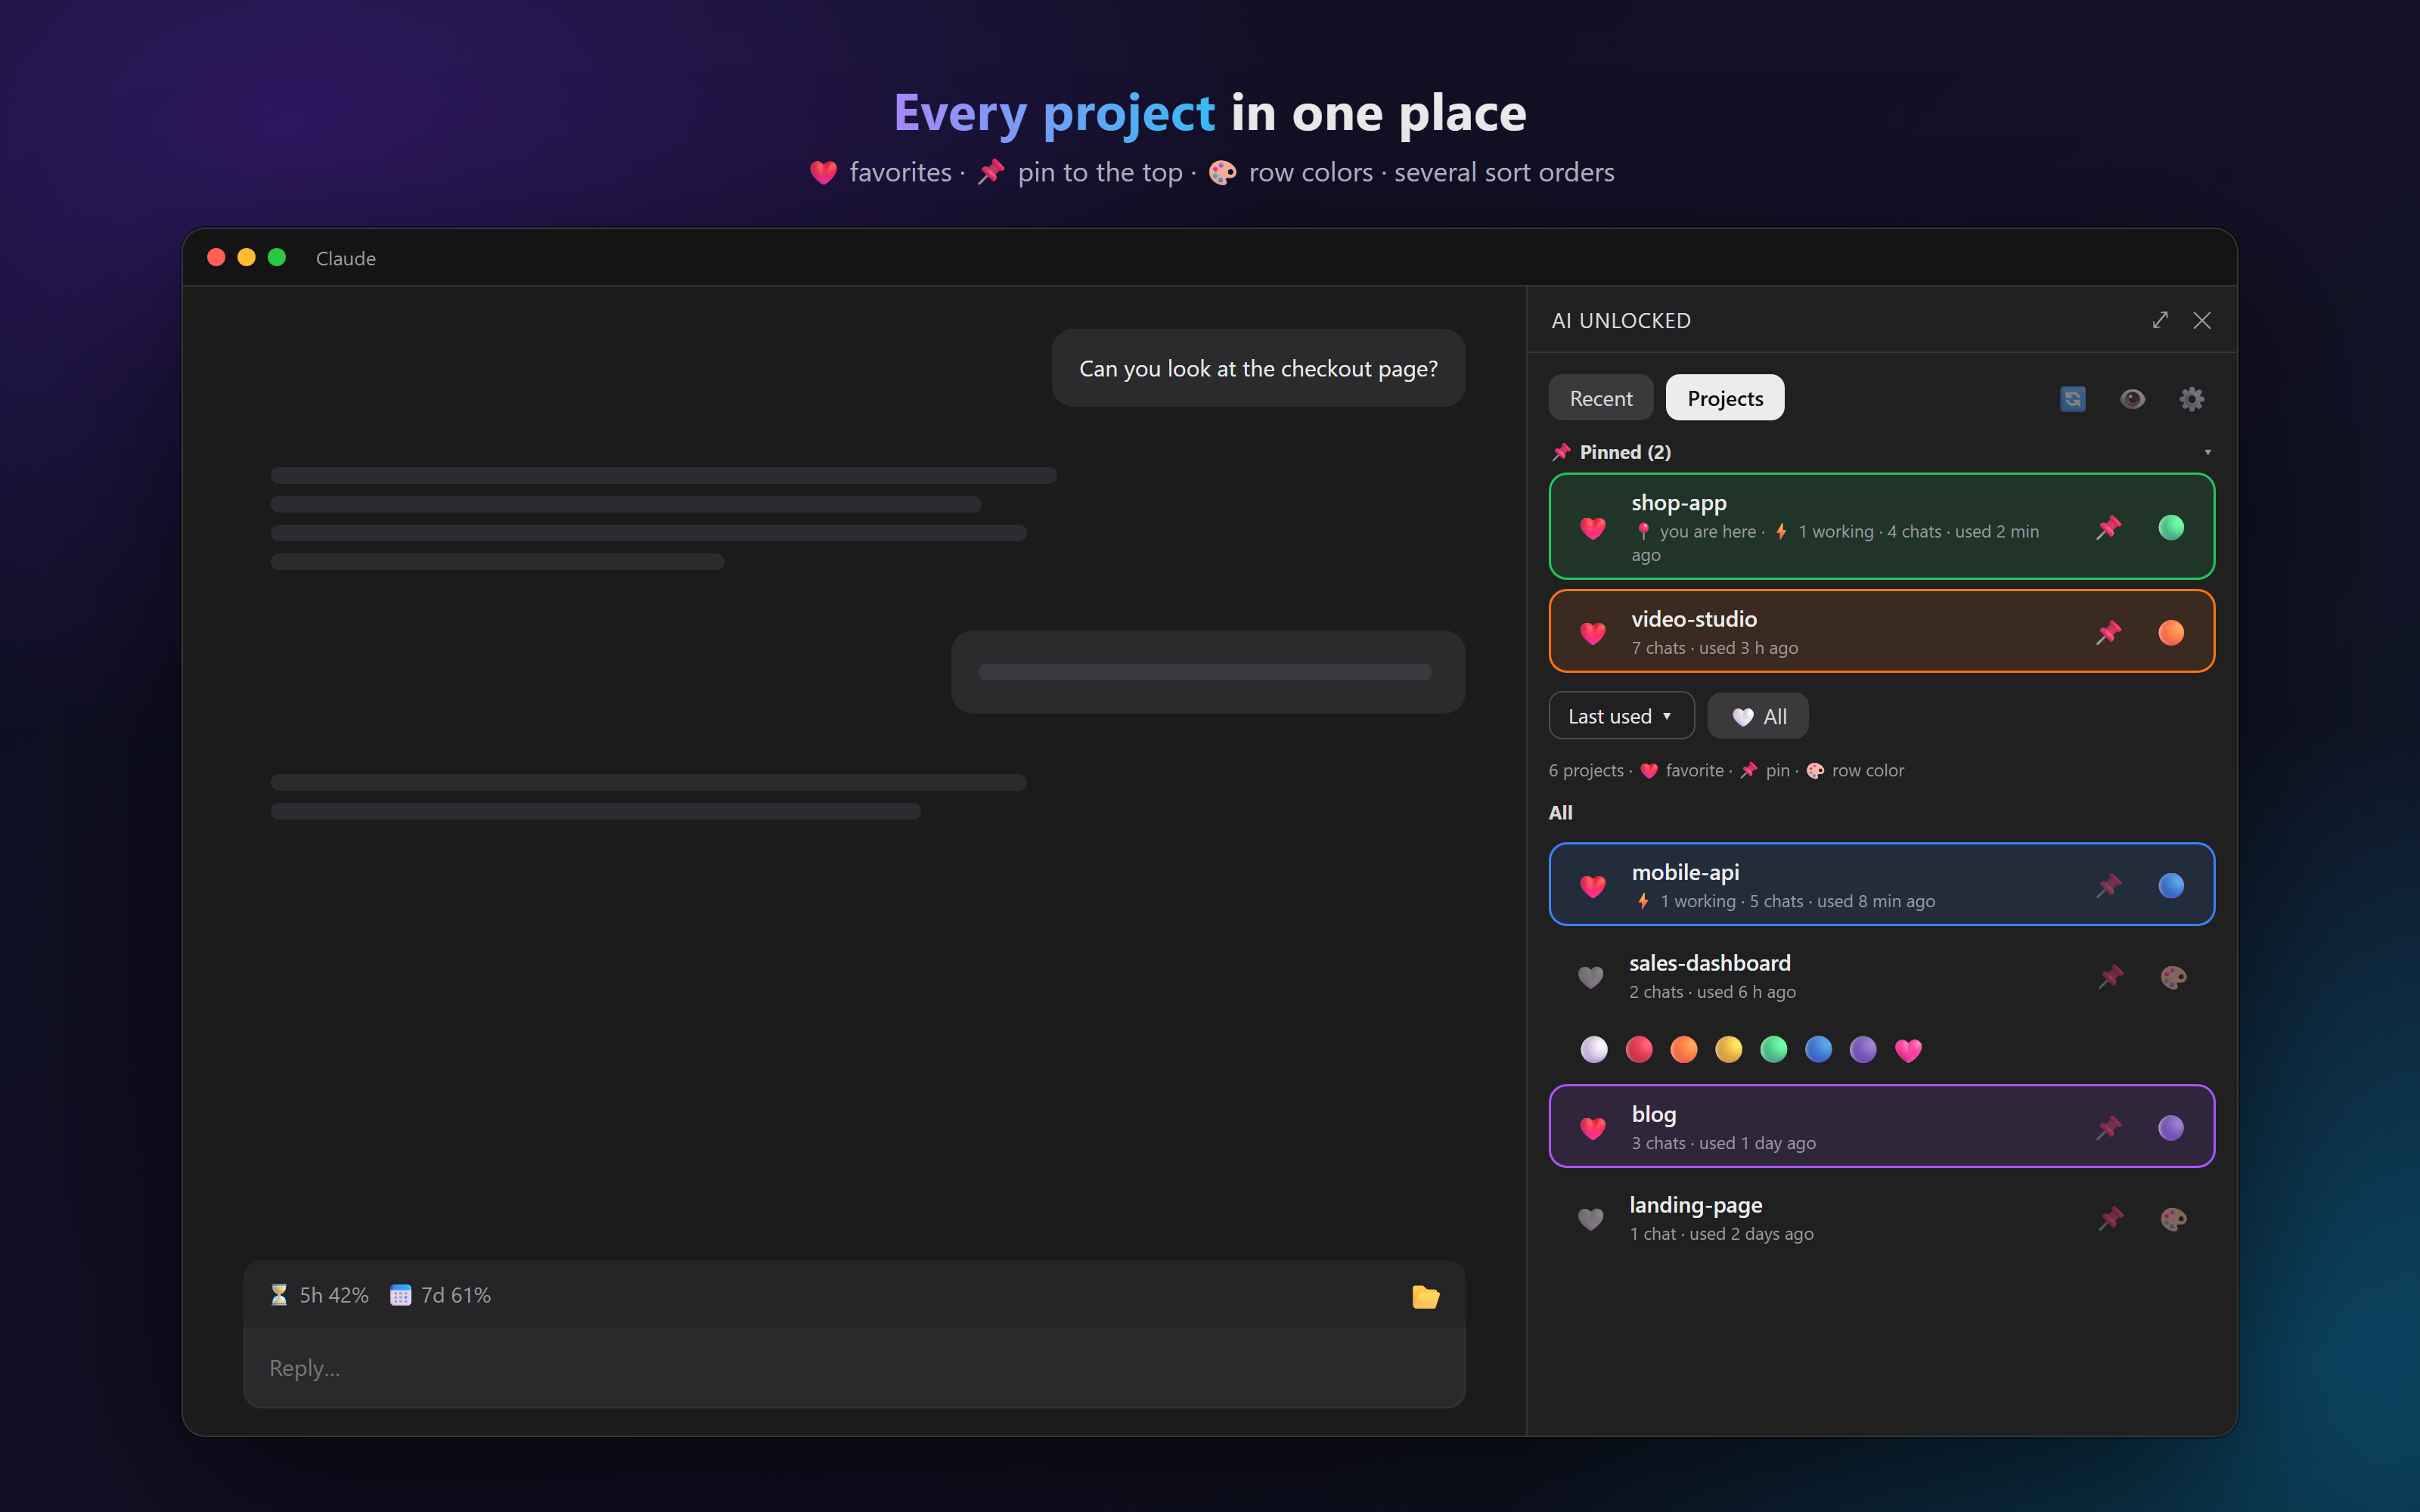 Every project in one place
favorites · pin to the top · row colors · several sort orders
Claude
Can you look at the checkout page?
5h 42% 7d 61%
Reply...
AI UNLOCKED
Recent Projects
Pinned (2)
shop-app
you are here · 1 working · 4 chats · used 2 min
ago
video-studio
7 chats · used 3 h ago
Last used All
6 projects · favorite · pin · row color
All
mobile-api
1 working · 5 chats · used 8 min ago
sales-dashboard
2 chats · used 6 h ago
blog
3 chats · used 1 day ago
landing-page
1 chat · used 2 days ago